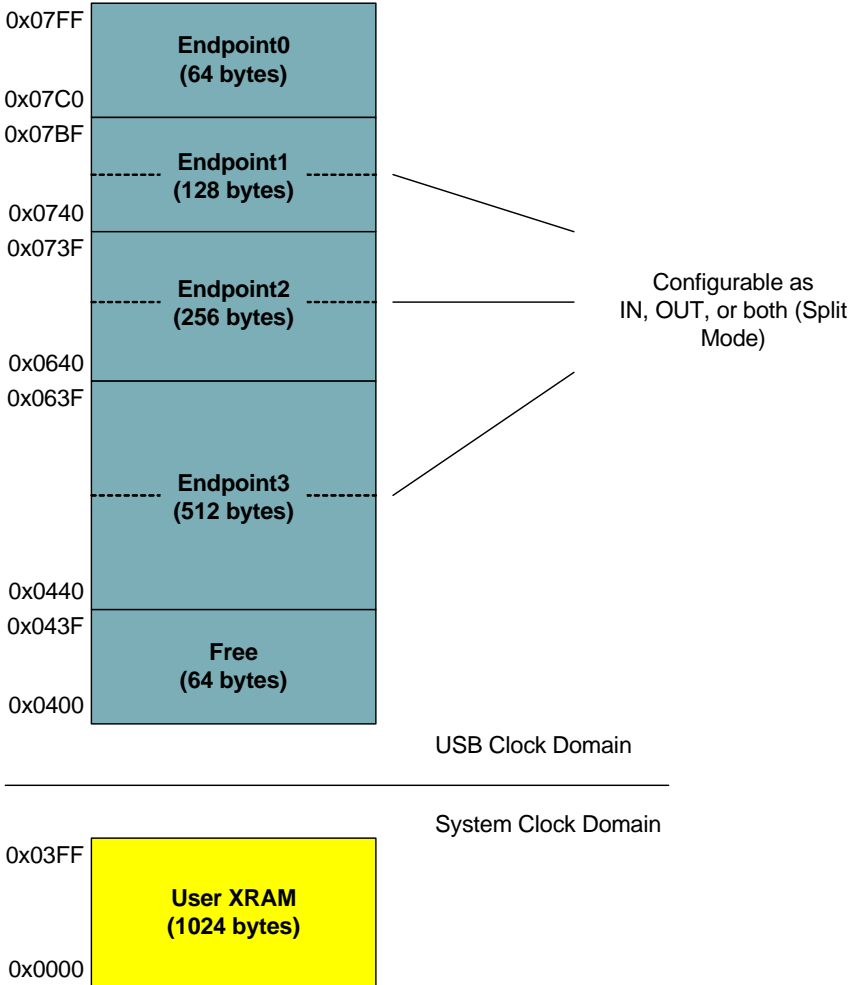 0x07FF
Endpoint0
(64 bytes)
0x07C0
0x07BF
Endpoint1
(128 bytes)
0x0740
0x073F
Endpoint2
(256 bytes)
0x0640
0x063F
Endpoint3
(512 bytes)
0x0440
0x043F
Free
(64 bytes)
0x0400
Configurable as
IN, OUT, or both (Split
Mode)
USB Clock Domain
System Clock Domain
0x03FF
User XRAM
(1024 bytes)
0x0000